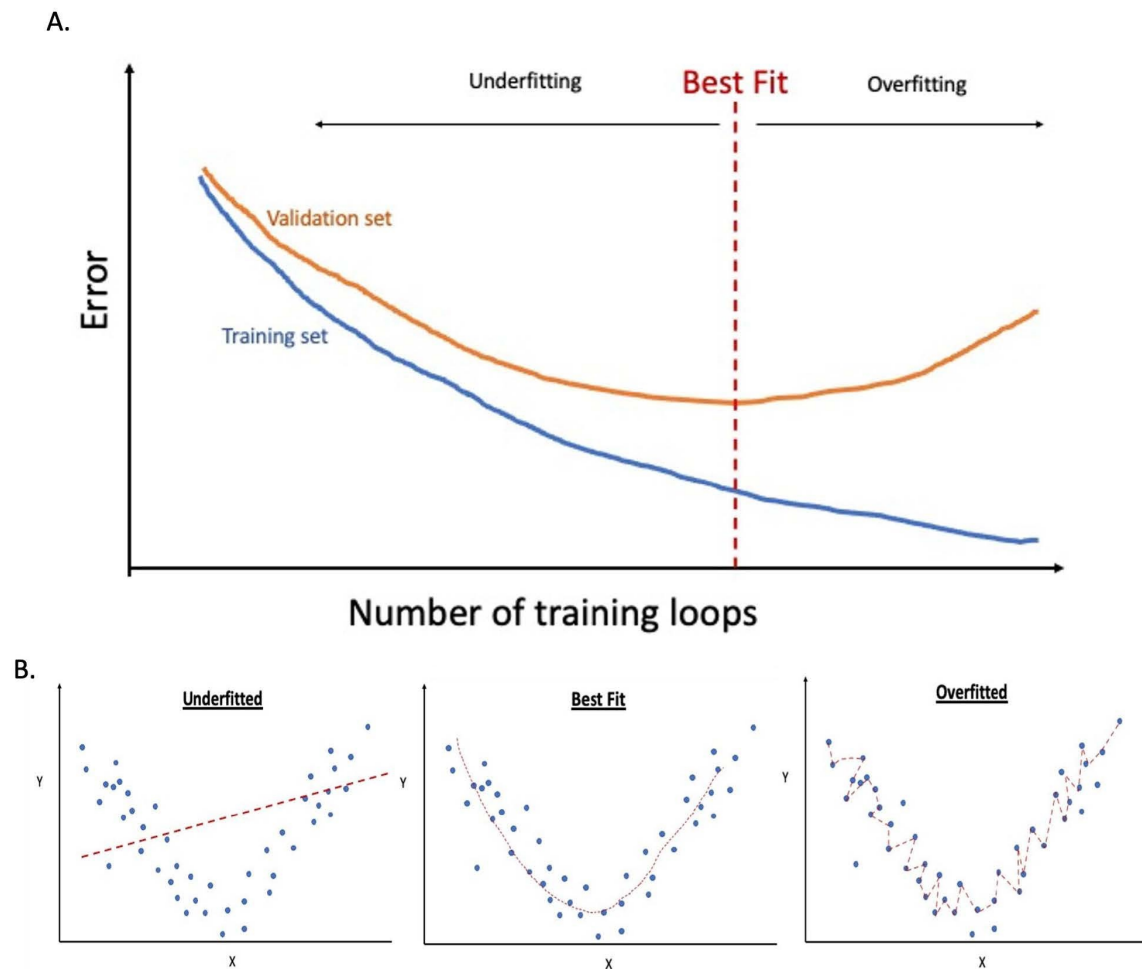 A.
Underfitting
Best Fit
Overfitting
Validation set
Training set
Error
Number of training loops
B.
Underfitted
Y
X
Best Fit
Y
X
Overfitted
Y
X